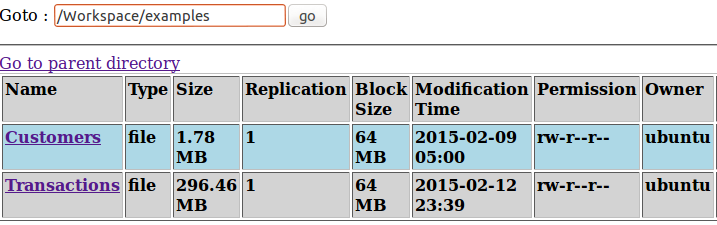 Goto : /Workspace/examples go
Go to parent directory
Name Type Size Replication Block Size Modification Time Permission Owner
Customers file 1.78 MB 1 64 MB 2015-02-09 05:00 rw-r--r-- ubuntu
Transactions file 296.46 MB 1 64 MB 2015-02-12 23:39 rw-r--r-- ubuntu